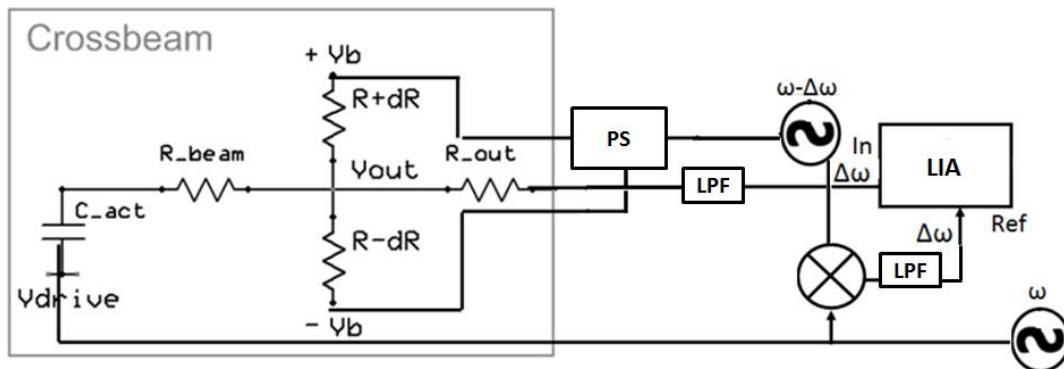 Crossbeam
+ Vb
R+dR
R_beam
Vout
R_out
C_act
R-dR
Vdrive
- Vb
PS
ω-Δω
In
LPF
Δω
LIA
Ref
Δω
LPF
ω